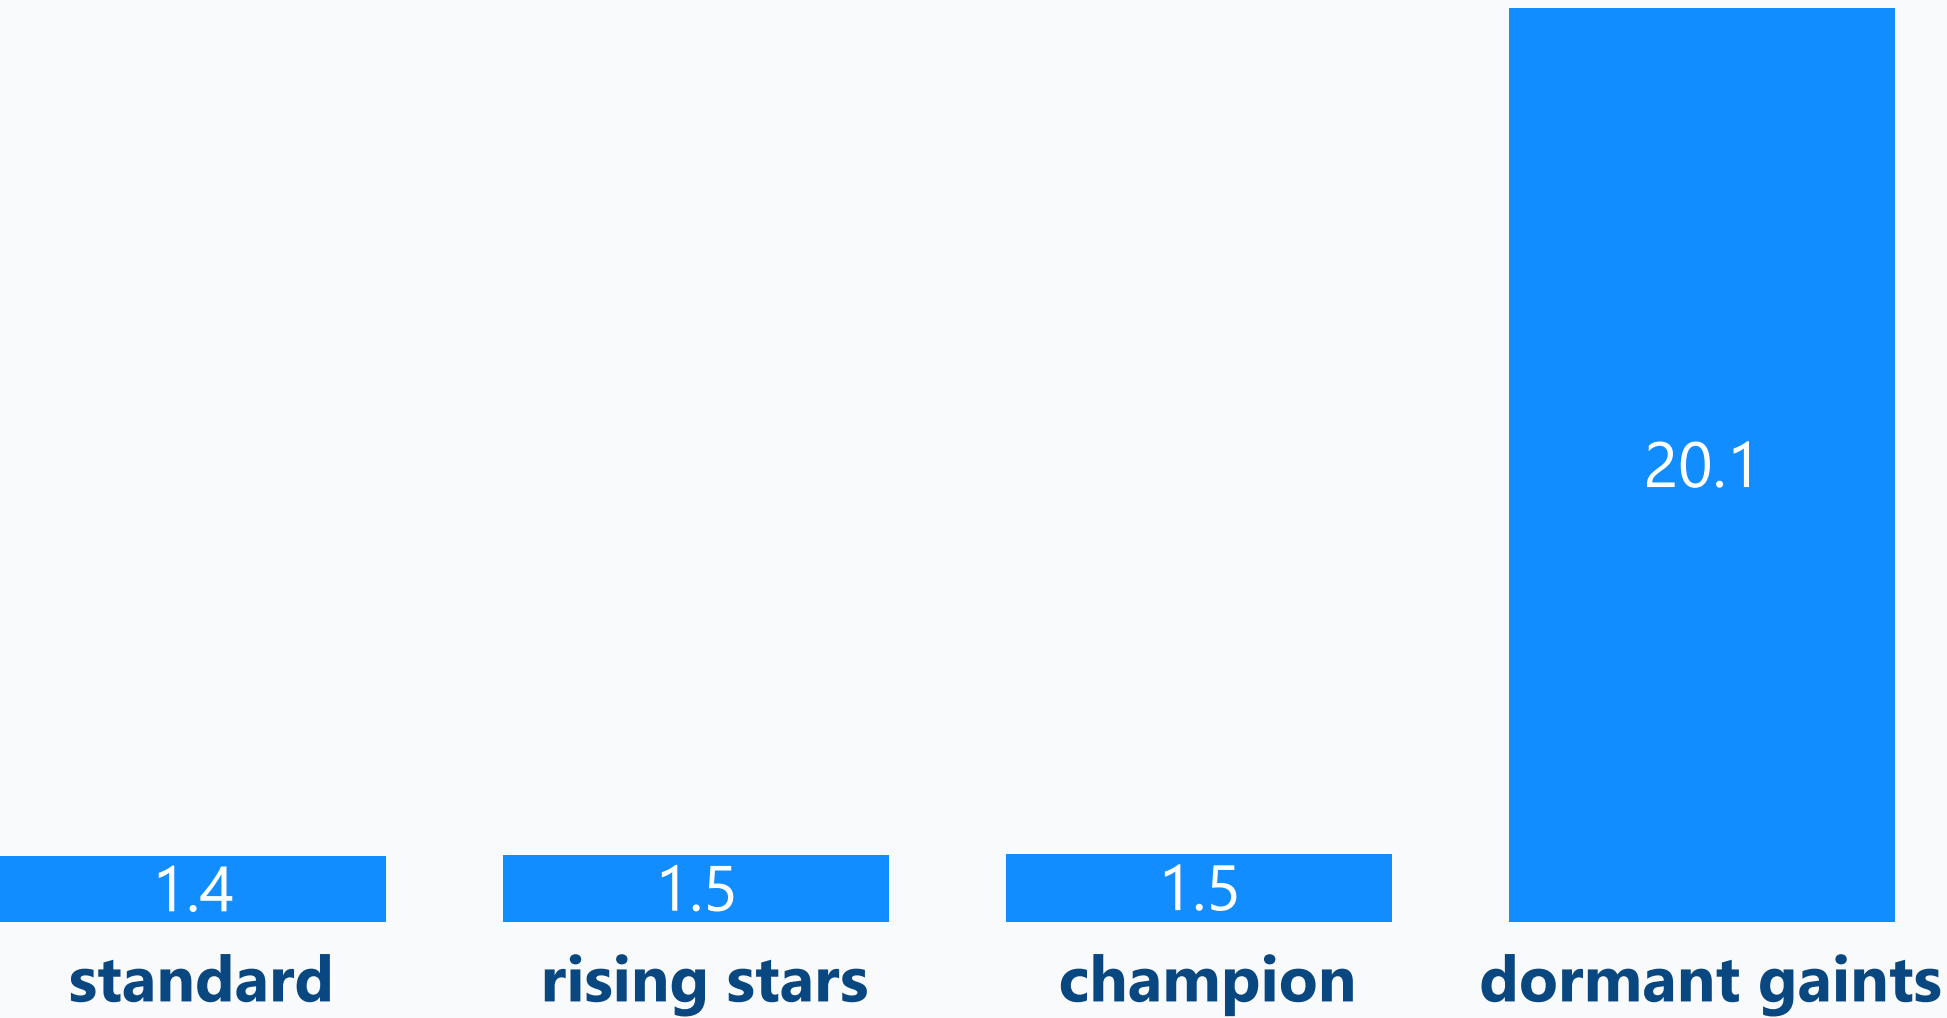 20.1
1.4
1.5
1.5
standard
rising stars
champion
dormant gaints